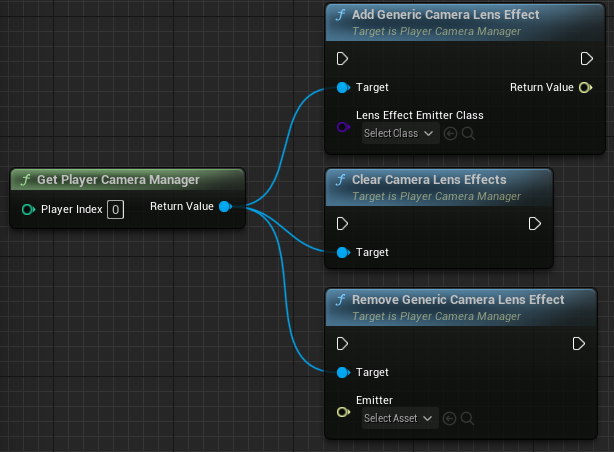 Add Generic Camera Lens Effect
Target is Player Camera Manager
Target
Return Value
Lens Effect Emitter Class
Select Class
Get Player Camera Manager
Player Index 0
Return Value
Clear Camera Lens Effects
Target is Player Camera Manager
Target
Remove Generic Camera Lens Effect
Target is Player Camera Manager
Target
Emitter
Select Asset